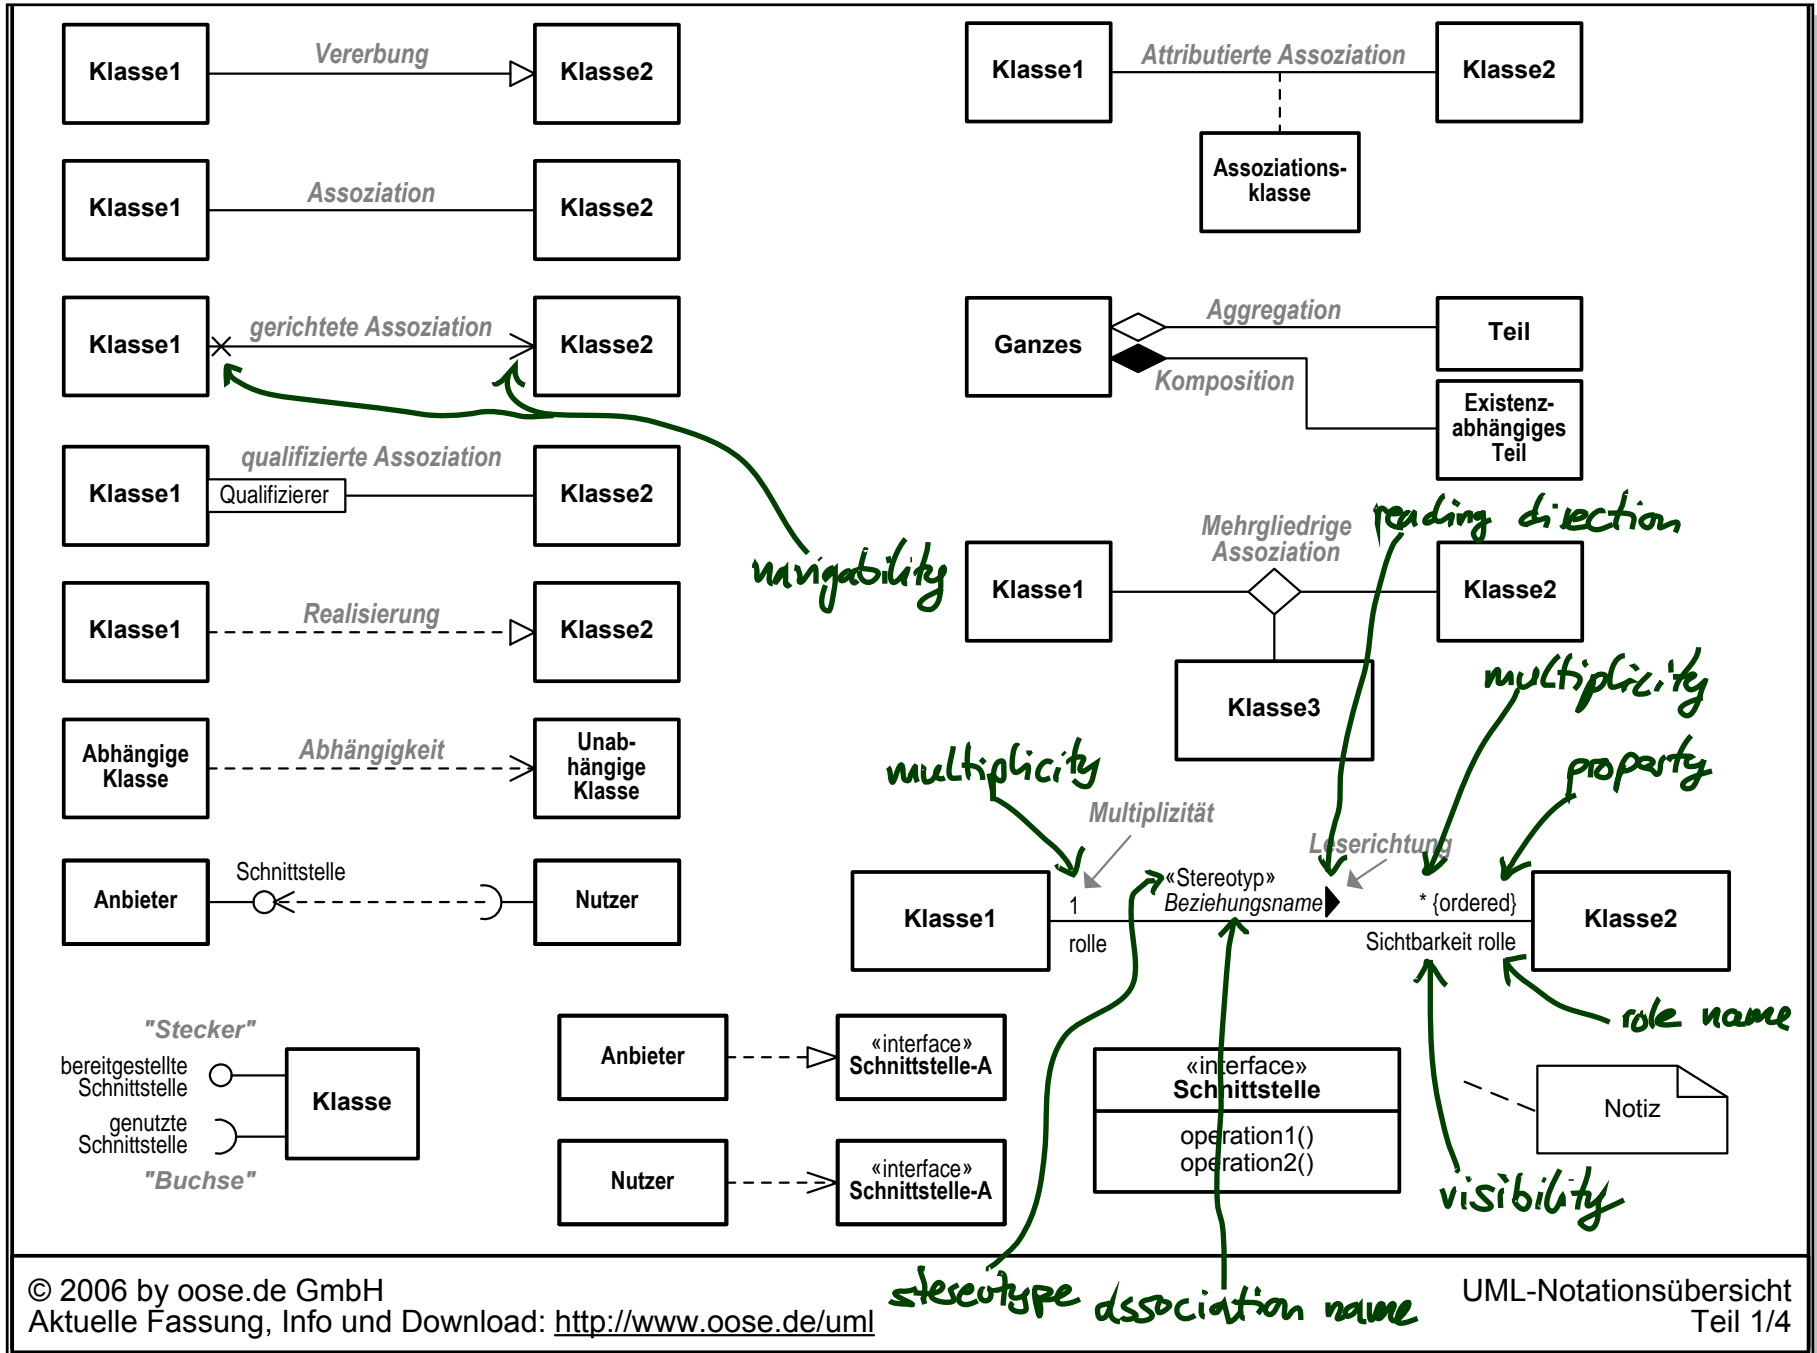 Klasse1
Vererbung
Klasse2
Klasse1
Assoziation
Klasse2
Klasse1
gerichtete Assoziation
Klasse2
Klasse1
qualifizierte Assoziation
Qualifizierer
Klasse2
navigability
Klasse1
Realisierung
Klasse2
Abhängige
Klasse
Abhängigkeit
Unab-
hängige
Klasse
Anbieter
Schnittstelle
Nutzer
"Stecker"
bereitgestellte
Schnittstelle
genutzte
Schnittstelle
"Buchse"
Klasse
Anbieter
«interface»
Schnittstelle-A
Nutzer
«interface»
Schnittstelle-A
Klasse1
Attributierte Assoziation
Klasse2
Assoziations-
klasse
Ganzes
Aggregation
Teil
Komposition
Existenz-
abhängiges
Teil
reading direction
Klasse1
Mehrgliedrige
Assoziation
Klasse2
Klasse3
multiplicity
multiplicity
property
Multiplizität
Leserichtung
Klasse1
1
rolle
«Stereotyp»
Beziehungsname
* {ordered}
Sichtbarkeit rolle
Klasse2
role name
«interface»
Schnittstelle
operation1()
operation2()
Notiz
visibility
stereotype
association name
© 2006 by oose.de GmbH
Aktuelle Fassung, Info und Download: http://www.oose.de/uml
UML-Notationsübersicht
Teil 1/4